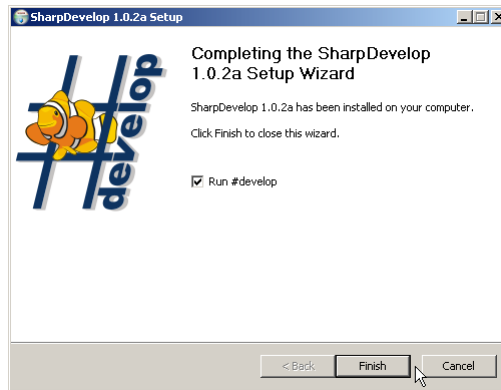 SharpDevelop 1.0.2a Setup
develop
Completing the SharpDevelop
1.0.2a Setup Wizard
SharpDevelop 1.0.2a has been installed on your computer.
Click Finish to close this wizard.
Run #develop
< Back
Finish
Cancel